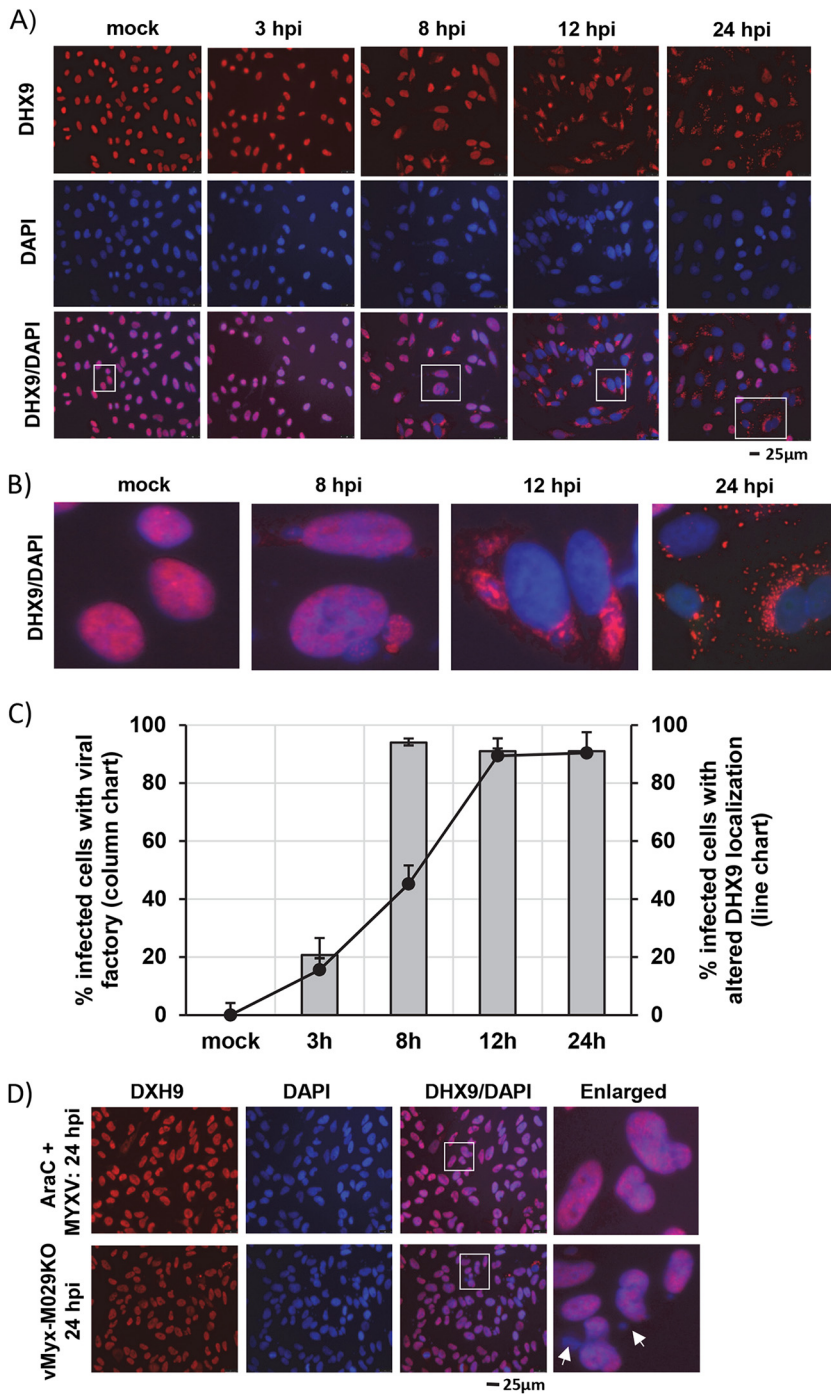 A)
mock 3 hpi 8 hpi 12 hpi 24 hpi
DHX9
DAPI
DHX9/DAPI
25µm
B)
mock 8 hpi 12 hpi 24 hpi
DHX9/DAPI
C)
% infected cells with viral
factory (column chart)
100 100
80 80
60 60
40 40
20 20
0 0
% infected cells with
altered DHX9 localization
(line chart)
mock 3h 8h 12h 24h
D)
DXH9 DAPI DHX9/DAPI Enlarged
AraC +
MYXV: 24 hpi
vMyx-M029KO
24 hpi
25µm